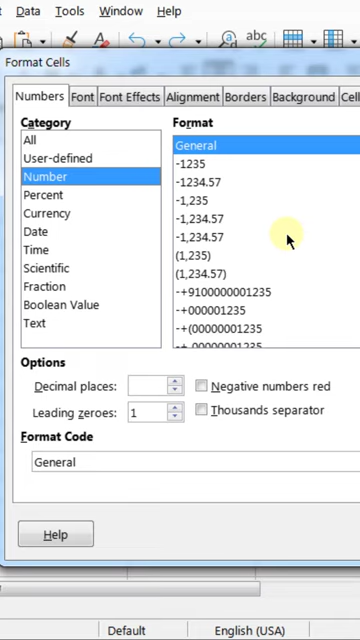 t Data Tools Window Help
abc
Format Cells
Numbers Font Font Effects Alignment Borders Background Cell
Category
All
User-defined
Number
Percent
Currency
Date
Time
Scientific
Fraction
Boolean Value
Text
Format
General
-1235
-1234.57
-1,235
-1,234.57
-1,234.57
(1,235)
(1,234.57)
-+9100000001235
-+000001235
-+(00000001235
Options
Decimal places:
Negative numbers red
Leading zeroes: 1
Thousands separator
Format Code
General
Help
Default English (USA)